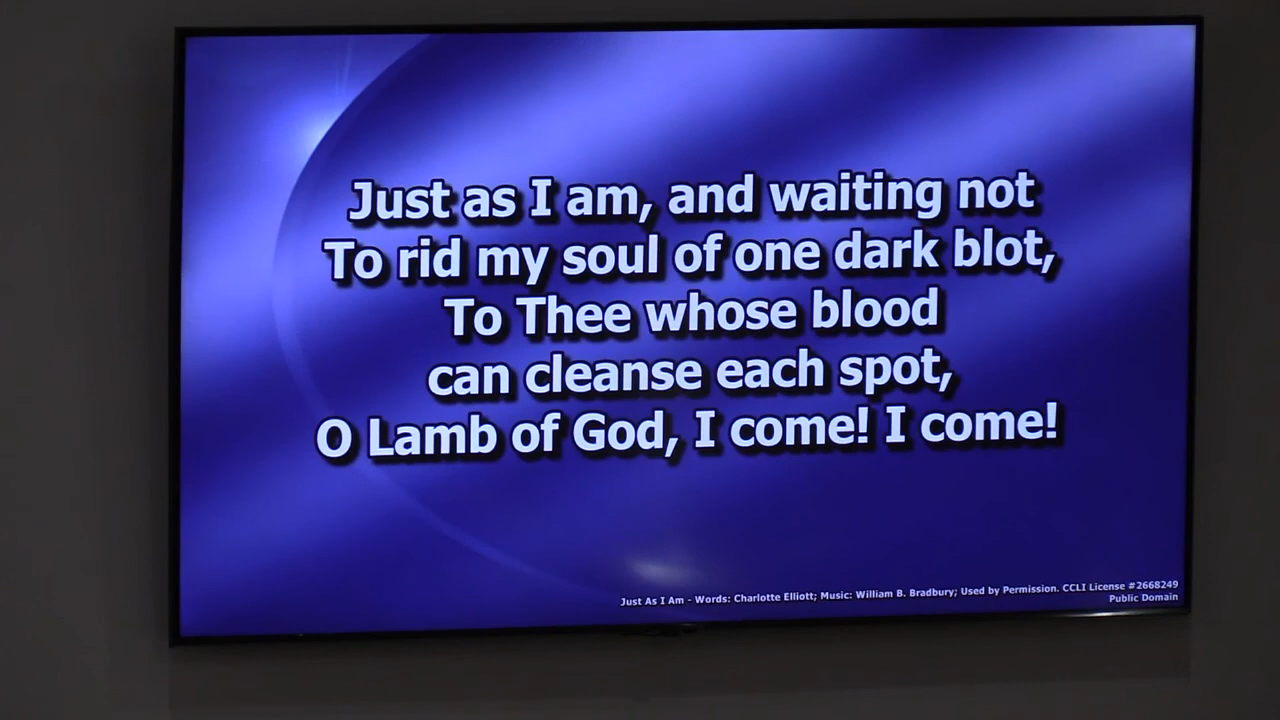 Just as I am, and waiting not
To rid my soul of one dark blot,
To Thee whose blood
can cleanse each spot,
O Lamb of God, I come! I come!
Just As I Am - Words: Charlotte Elliott; Music: William B. Bradbury; Used by Permission. CCLI License #2668249
Public Domain